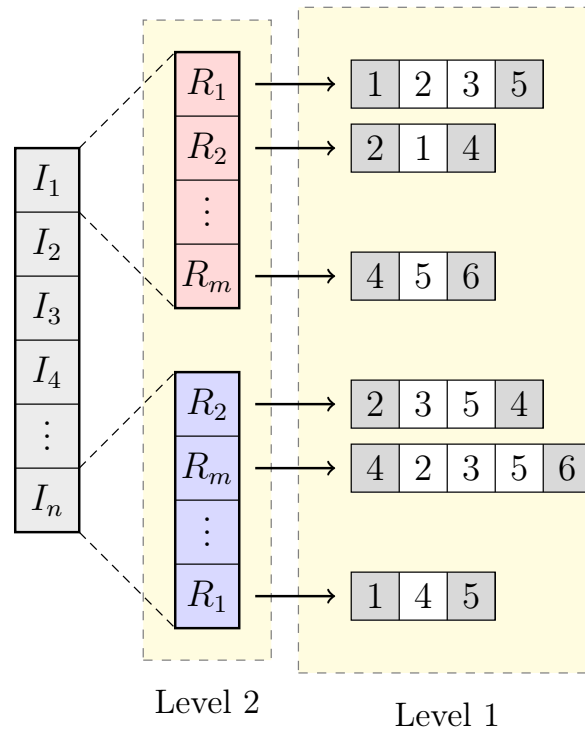 I₁
I₂
I₃
I₄
⋮
Iₙ
R₁
R₂
⋮
Rₘ
R₂
Rₘ
⋮
R₁
Level 2
1 2 3 5
2 1 4
4 5 6
2 3 5 4
4 2 3 5 6
1 4 5
Level 1